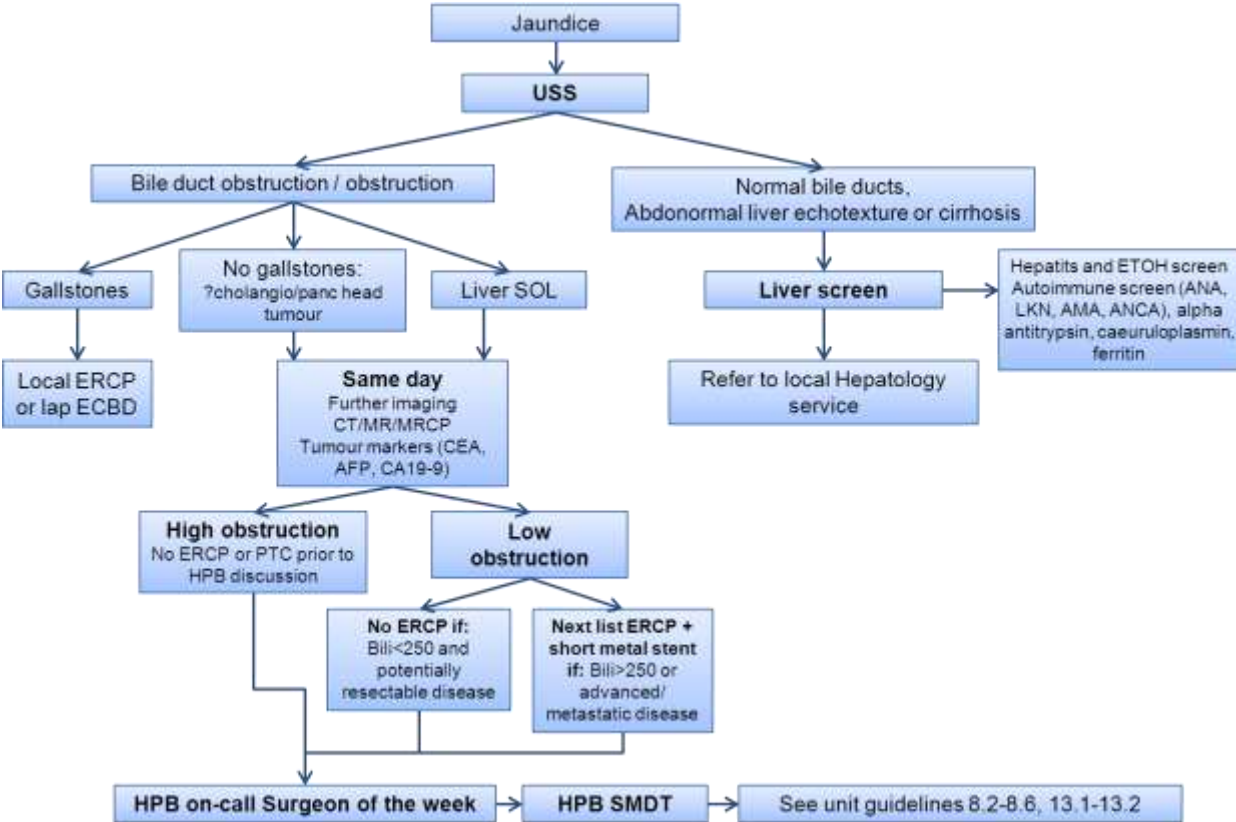 Jaundice
USS
Bile duct obstruction / obstruction
Normal bile ducts,
Abdonormal liver echotexture or cirrhosis
Gallstones
No gallstones:
?cholangio/panc head
tumour
Liver SOL
Liver screen
Hepatits and ETOH screen
Autoimmune screen (ANA,
LKN, AMA, ANCA), alpha
antitrypsin, caeuruloplasmin,
ferritin
Local ERCP
or lap ECBD
Same day
Further imaging
CT/MR/MRCP
Tumour markers (CEA,
AFP, CA19-9)
Refer to local Hepatology
service
High obstruction
No ERCP or PTC prior to
HPB discussion
Low
obstruction
No ERCP if:
Bili<250 and
potentially
resectable disease
Next list ERCP +
short metal stent
if: Bili>250 or
advanced/
metastatic disease
HPB on-call Surgeon of the week
HPB SMDT
See unit guidelines 8.2-8.6, 13.1-13.2